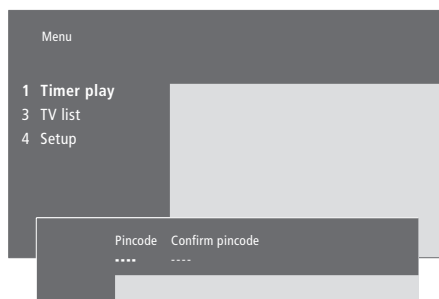 Menu
1 Timer play
3 TV list
4 Setup
Pincode Confirm pincode
---- ----